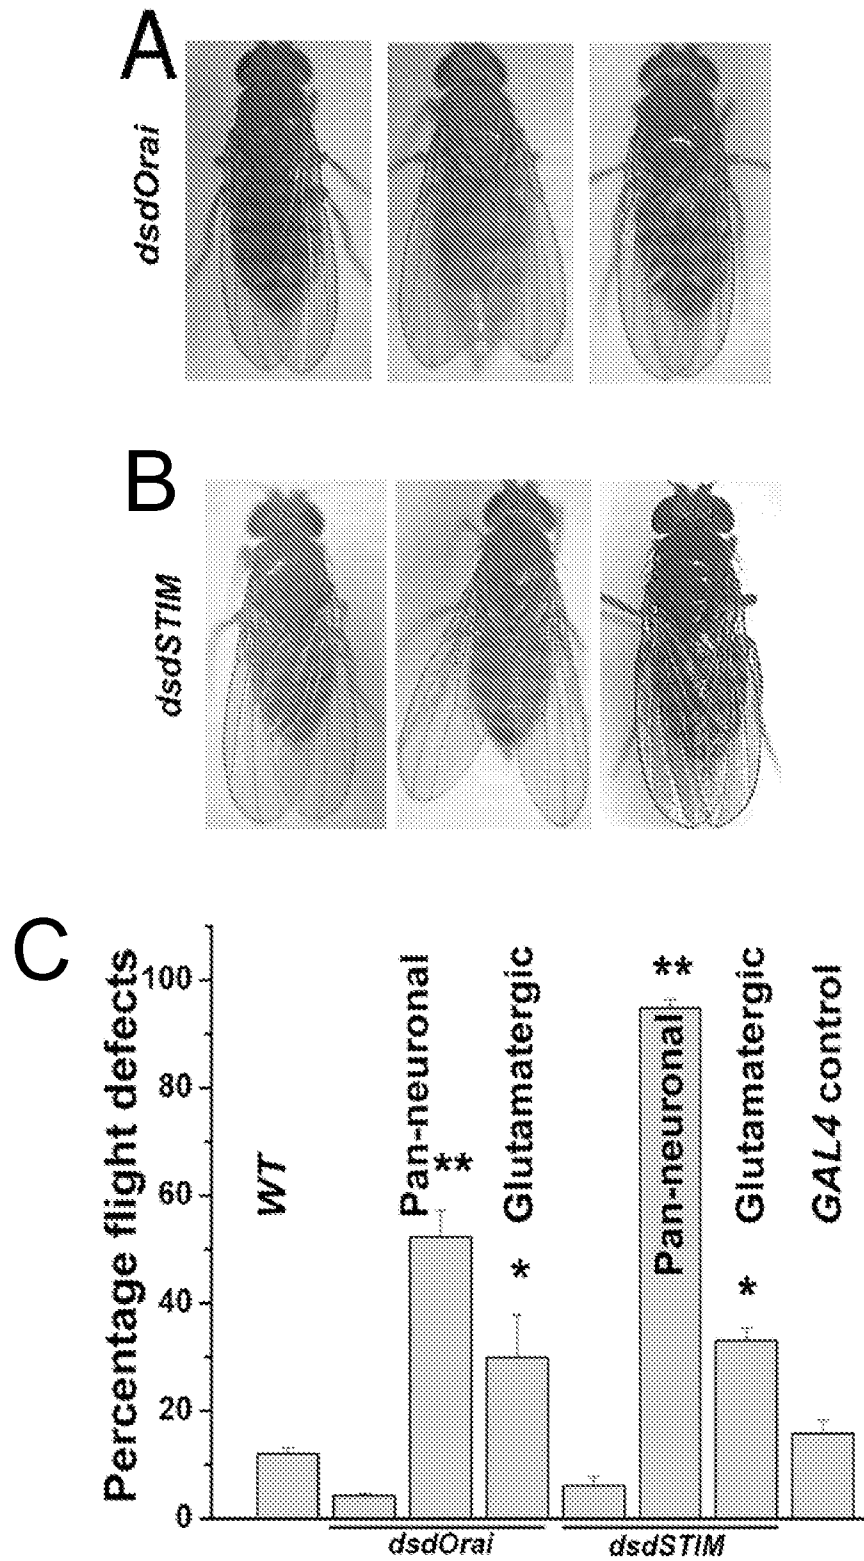 A
dsdOrai
B
dsdSTIM
C
Percentage flight defects
100
80
60
40
20
0
WT
Pan-neuronal
**
Glutamatergic
*
**
Pan-neuronal
Glutamatergic
*
GAL4 control
dsdOrai
dsdSTIM